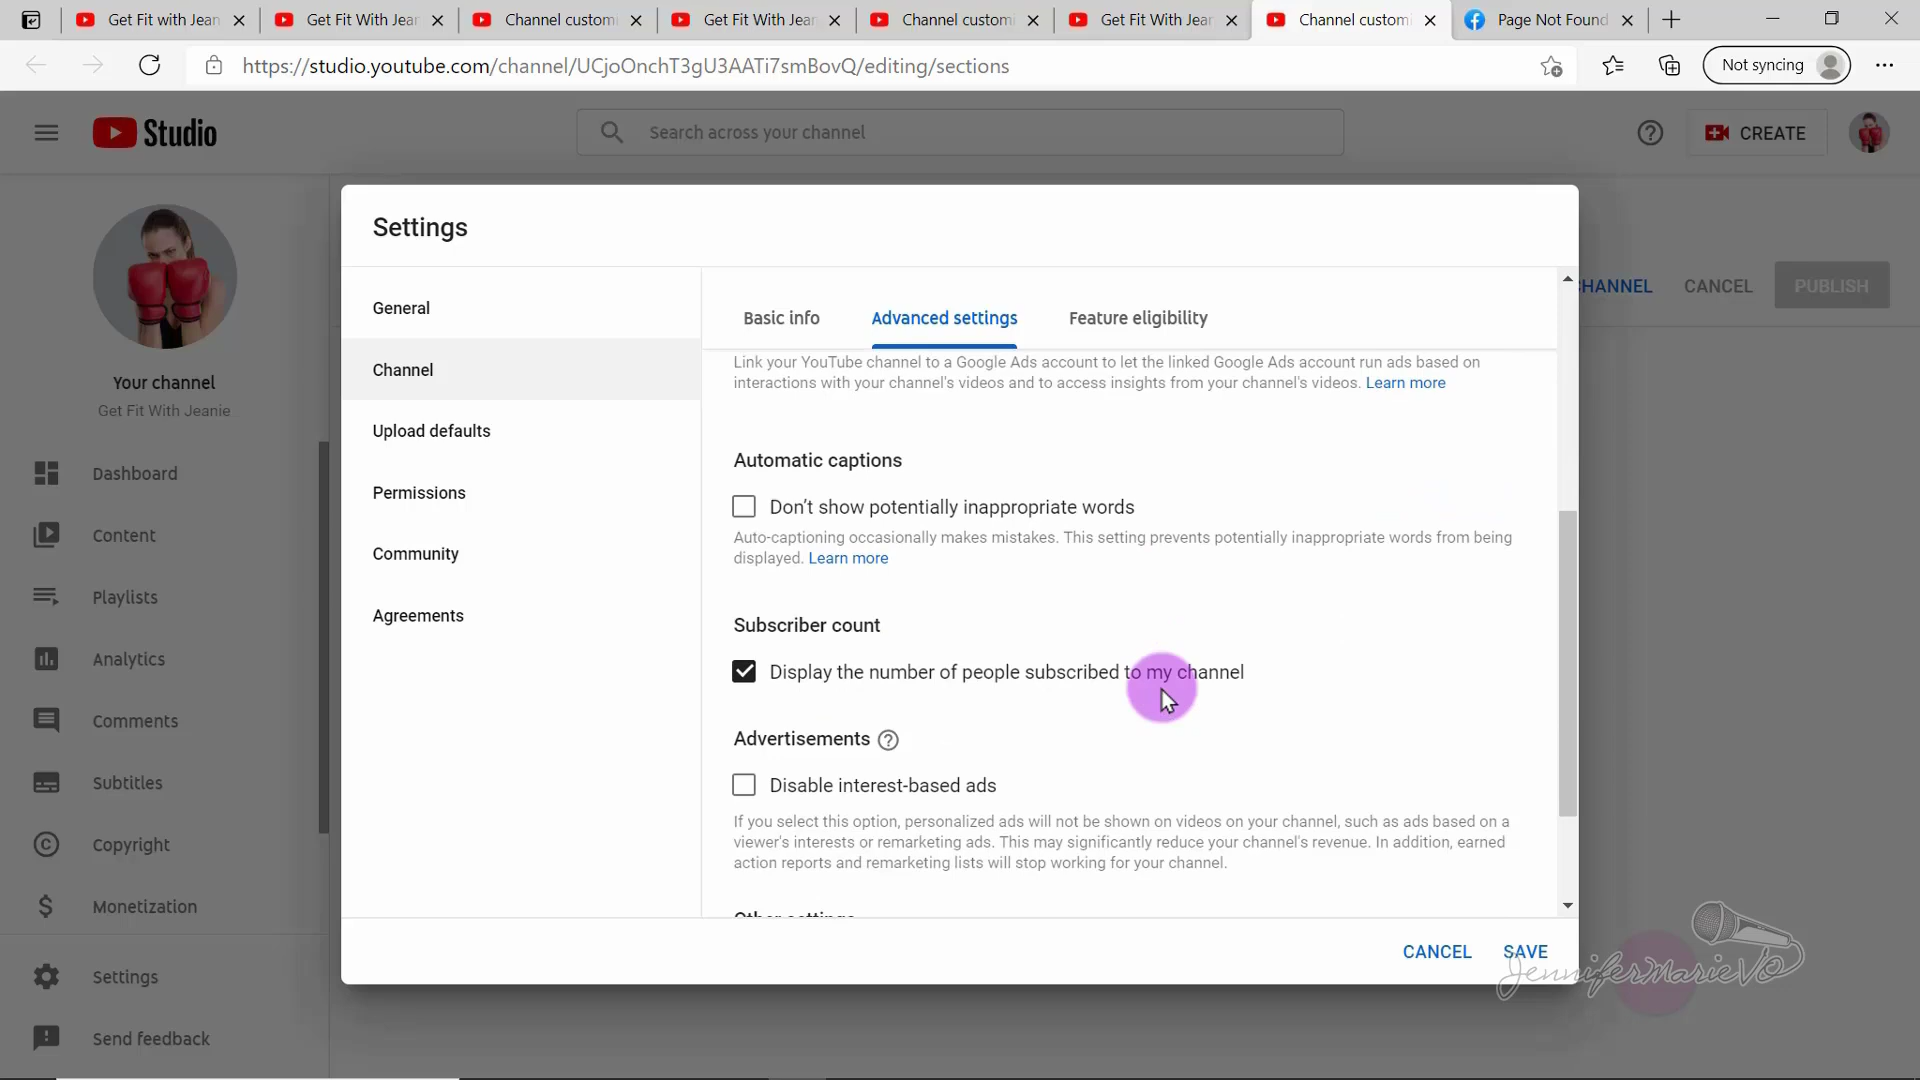 Get Fit with Jean
Get Fit With Jean
Channel custom
Get Fit With Jean
Channel custom
Get Fit With Jean
Channel custom
Page Not Found
https://studio.youtube.com/channel/UCjoOnchT3gU3AATi7smBovQ/editing/sections
Not syncing
Studio
Search across your channel
CREATE
Settings
CHANNEL
CANCEL
PUBLISH
Your channel
Get Fit With Jeanie
Dashboard
Content
Playlists
Analytics
Comments
Subtitles
Copyright
Monetization
Settings
Send feedback
General
Channel
Upload defaults
Permissions
Community
Agreements
Basic info
Advanced settings
Feature eligibility
Link your YouTube channel to a Google Ads account to let the linked Google Ads account run ads based on
interactions with your channel's videos and to access insights from your channel's videos. Learn more
Automatic captions
Don't show potentially inappropriate words
Auto-captioning occasionally makes mistakes. This setting prevents potentially inappropriate words from being
displayed. Learn more
Subscriber count
Display the number of people subscribed to my channel
Advertisements
Disable interest-based ads
If you select this option, personalized ads will not be shown on videos on your channel, such as ads based on a
viewer's interests or remarketing ads. This may significantly reduce your channel's revenue. In addition, earned
action reports and remarketing lists will stop working for your channel.
Other settings
CANCEL
SAVE
JenniferMarieVO